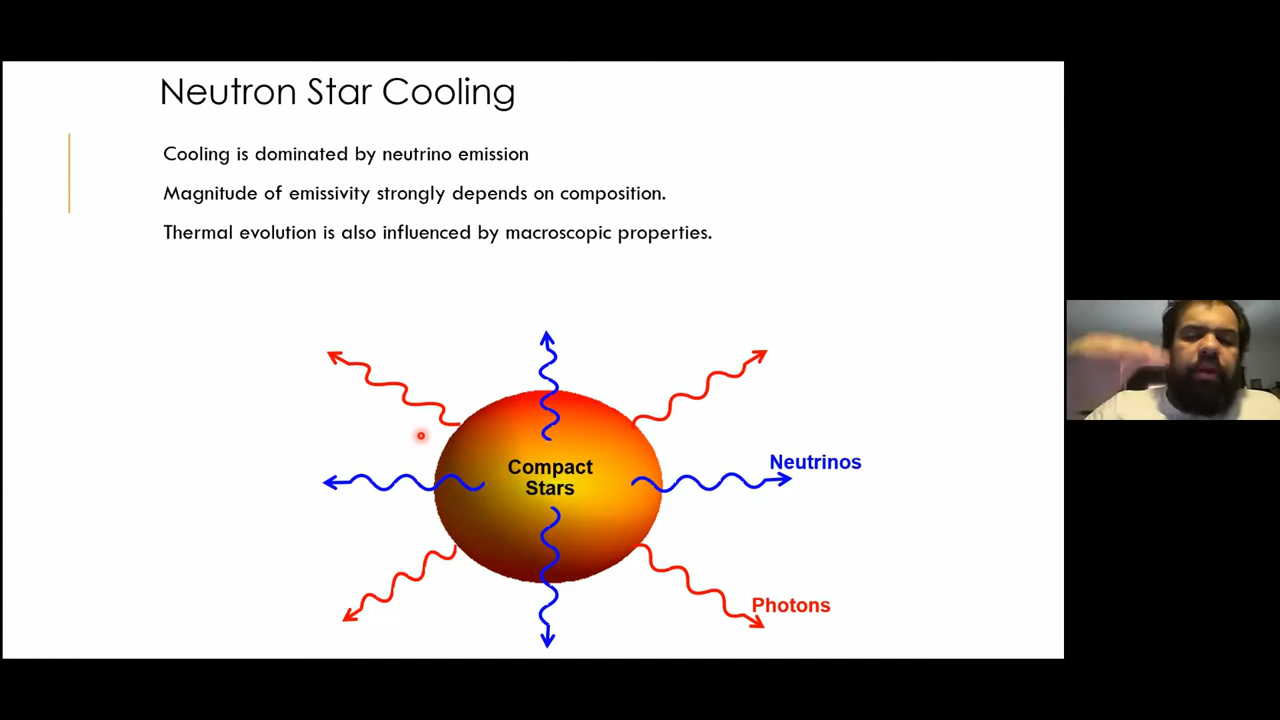 Neutron Star Cooling
Cooling is dominated by neutrino emission
Magnitude of emissivity strongly depends on composition.
Thermal evolution is also influenced by macroscopic properties.
Compact
Stars
Neutrinos
Photons